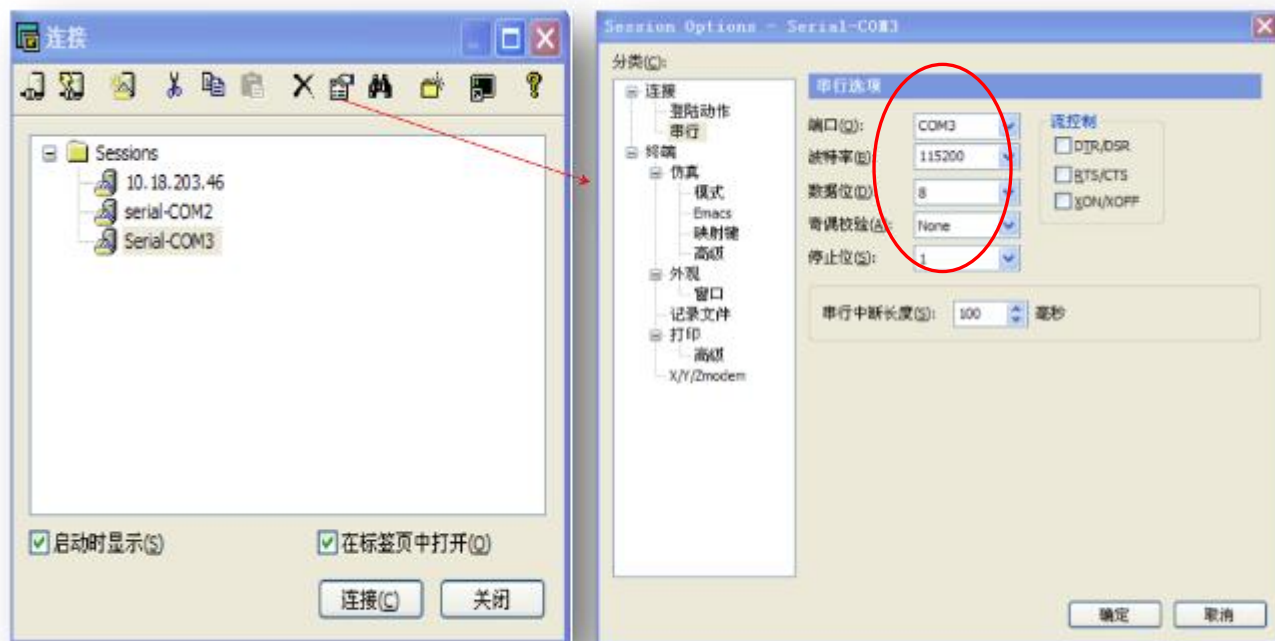 连接
Sessions
10.18.203.46
serial-COM2
Serial-COM3
启动时显示(S)
在标签页中打开(O)
连接(C)
关闭
Session Options - Serial-COM3
分类(C):
连接
登陆动作
串行
终端
仿真
模式
Emacs
映射键
高级
外观
窗口
记录文件
打印
高级
X/Y/Zmodem
串行选项
端口(O): COM3
波特率(B): 115200
数据位(D): 8
奇偶校验(A): None
停止位(S): 1
流控制
DTR/DSR
RTS/CTS
XON/XOFF
串行中断长度(S): 100 毫秒
确定
取消